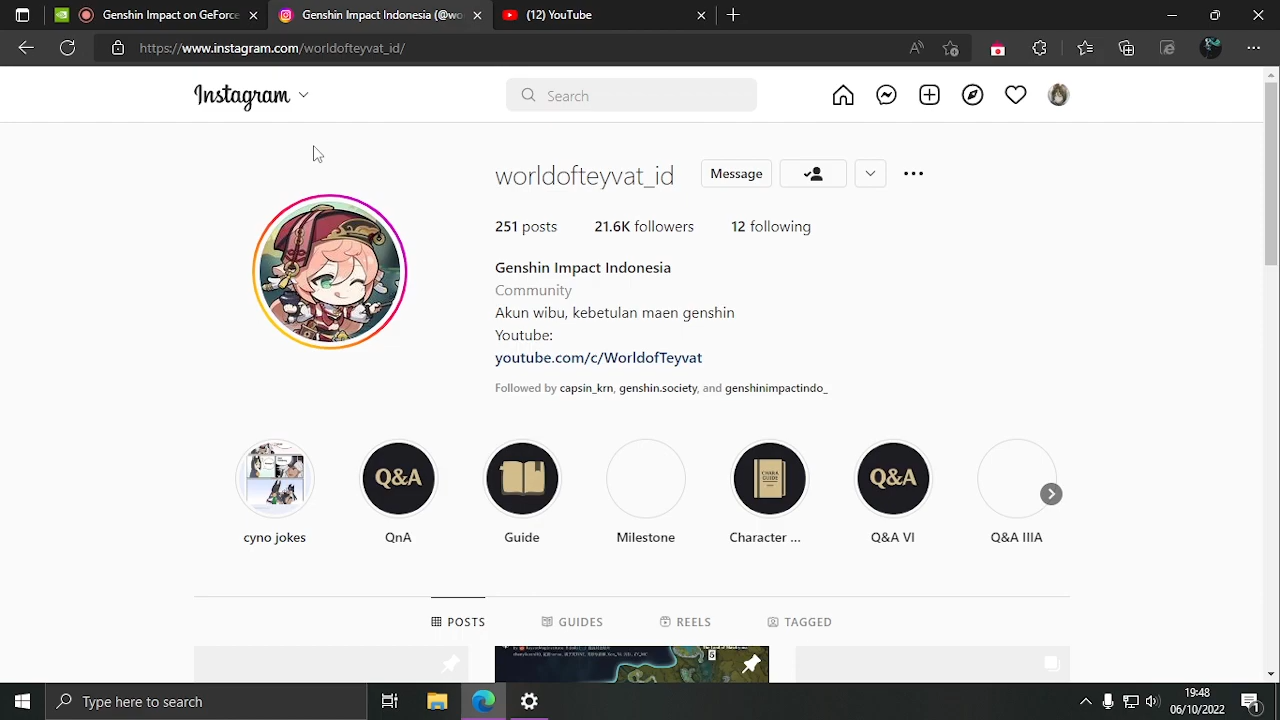 Genshin Impact on GeForce
Genshin Impact Indonesia (@wo
(12) YouTube
https://www.instagram.com/worldofteyvat_id/
Instagram
Search
worldofteyvat_id
Message
251 posts
21.6K followers
12 following
Genshin Impact Indonesia
Community
Akun wibu, kebetulan maen genshin
Youtube:
youtube.com/c/WorldofTeyvat
Followed by capsin_krn, genshin.society, and genshinimpactindo_
Q&A
Q&A
CHARA
GUIDE
cyno jokes
QnA
Guide
Milestone
Character ...
Q&A VI
Q&A IIIA
POSTS
GUIDES
REELS
TAGGED
Type here to search
19.48
06/10/2022
1